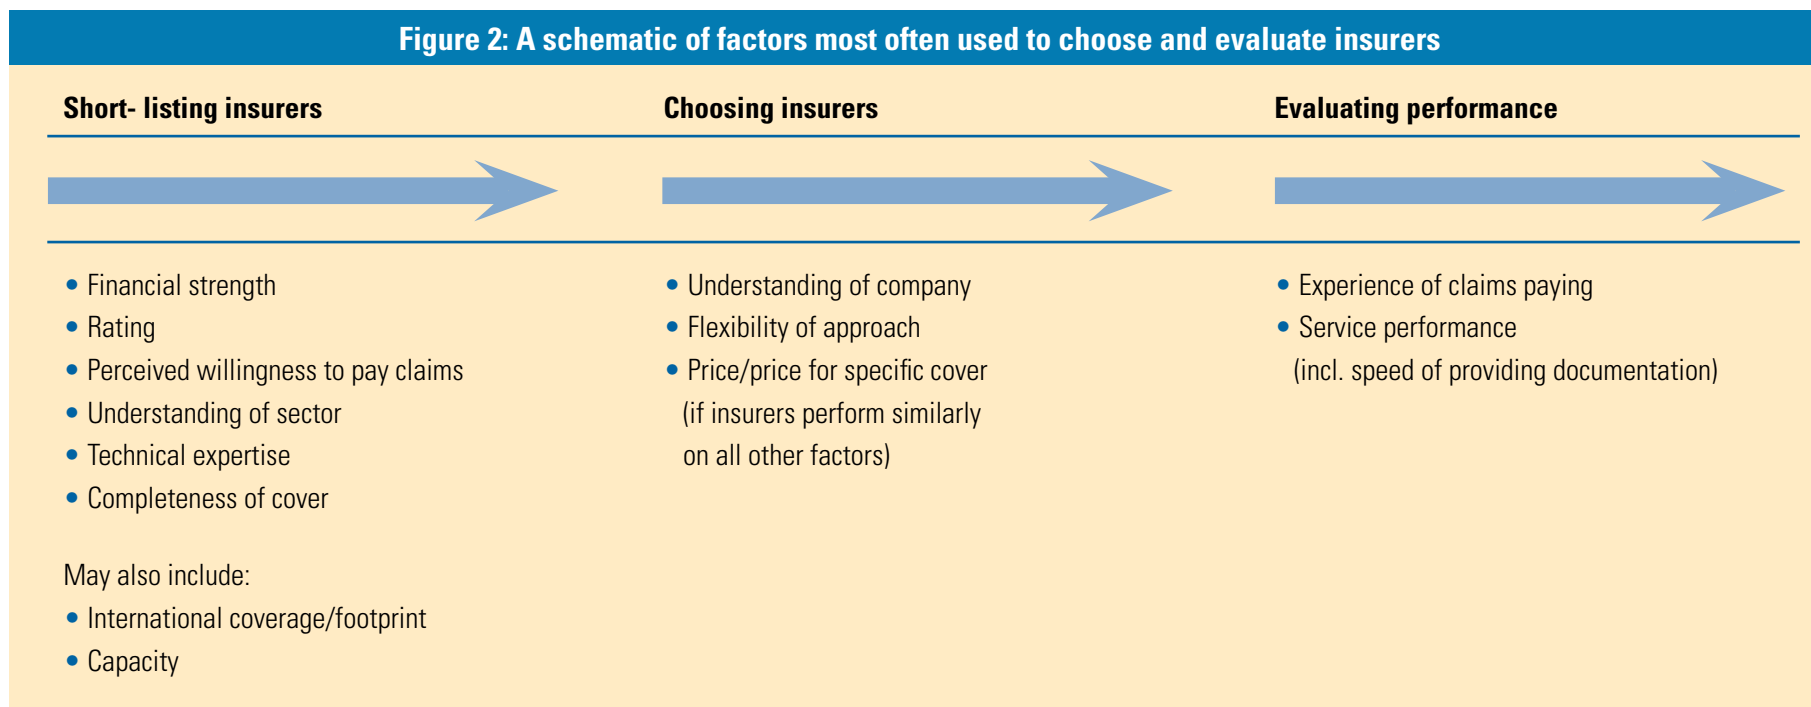 Figure 2: A schematic of factors most often used to choose and evaluate insurers
Short- listing insurers
Choosing insurers
Evaluating performance
• Financial strength
• Rating
• Perceived willingness to pay claims
• Understanding of sector
• Technical expertise
• Completeness of cover
May also include:
• International coverage/footprint
• Capacity
• Understanding of company
• Flexibility of approach
• Price/price for specific cover
(if insurers perform similarly
on all other factors)
• Experience of claims paying
• Service performance
(incl. speed of providing documentation)